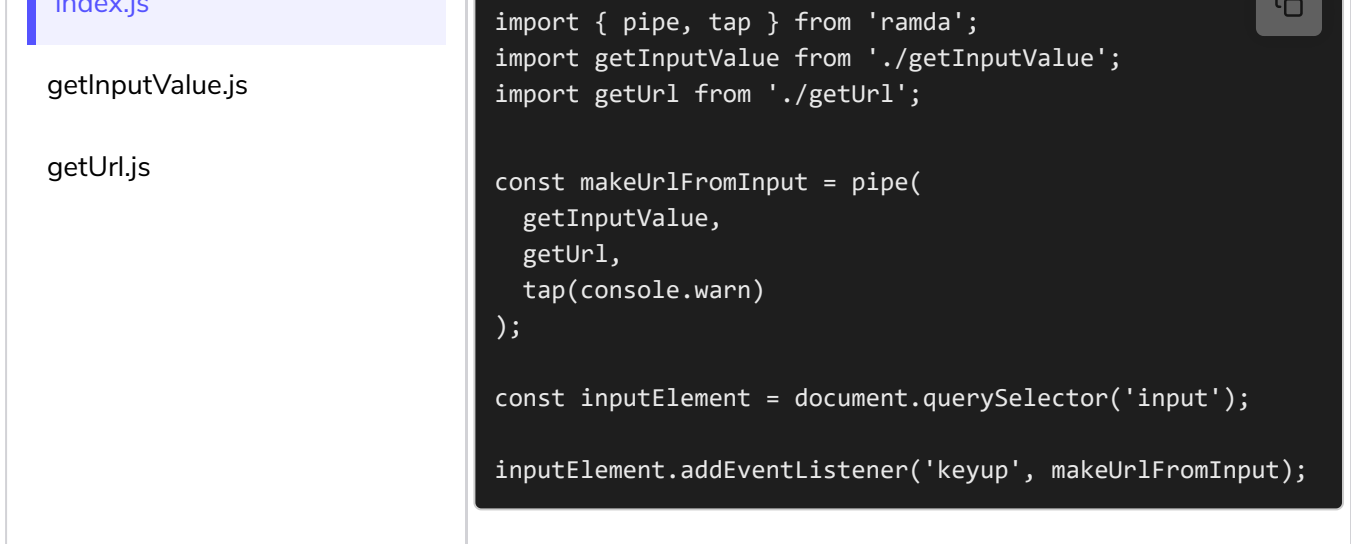 index.js
getInputValue.js
getUrl.js
import { pipe, tap } from 'ramda';
import getInputValue from './getInputValue';
import getUrl from './getUrl';
const makeUrlFromInput = pipe(
  getInputValue,
  getUrl,
  tap(console.warn)
);
const inputElement = document.querySelector('input');
inputElement.addEventListener('keyup', makeUrlFromInput);